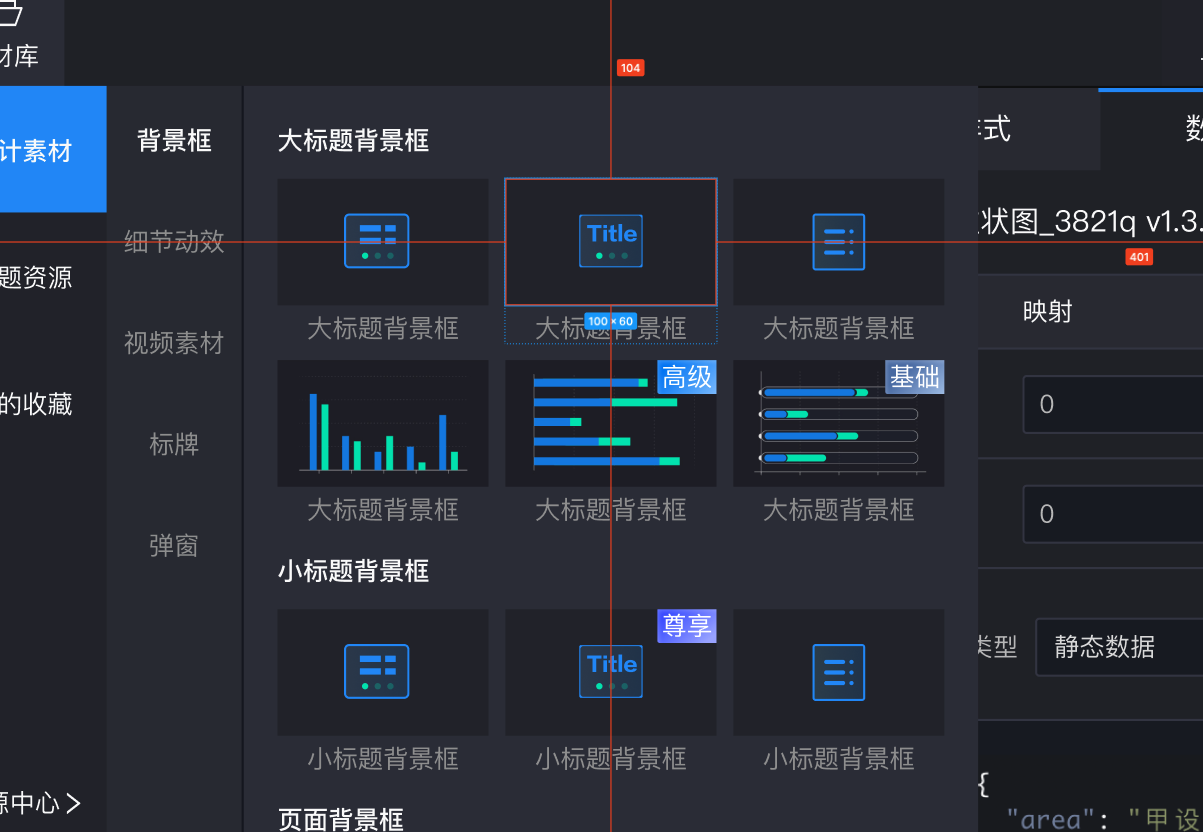 材库
104
计素材
背景框
大标题背景框
样式
数
细节动效
Title
状图_3821q v1.3.
401
题资源
映射
视频素材
大标题背景框
大标题背景框
100 × 60
大标题背景框
高级
基础
的收藏
0
标牌
大标题背景框
大标题背景框
大标题背景框
0
弹窗
小标题背景框
尊享
Title
类型
静态数据
小标题背景框
小标题背景框
小标题背景框
源中心
页面背景框
{
"area": "甲设